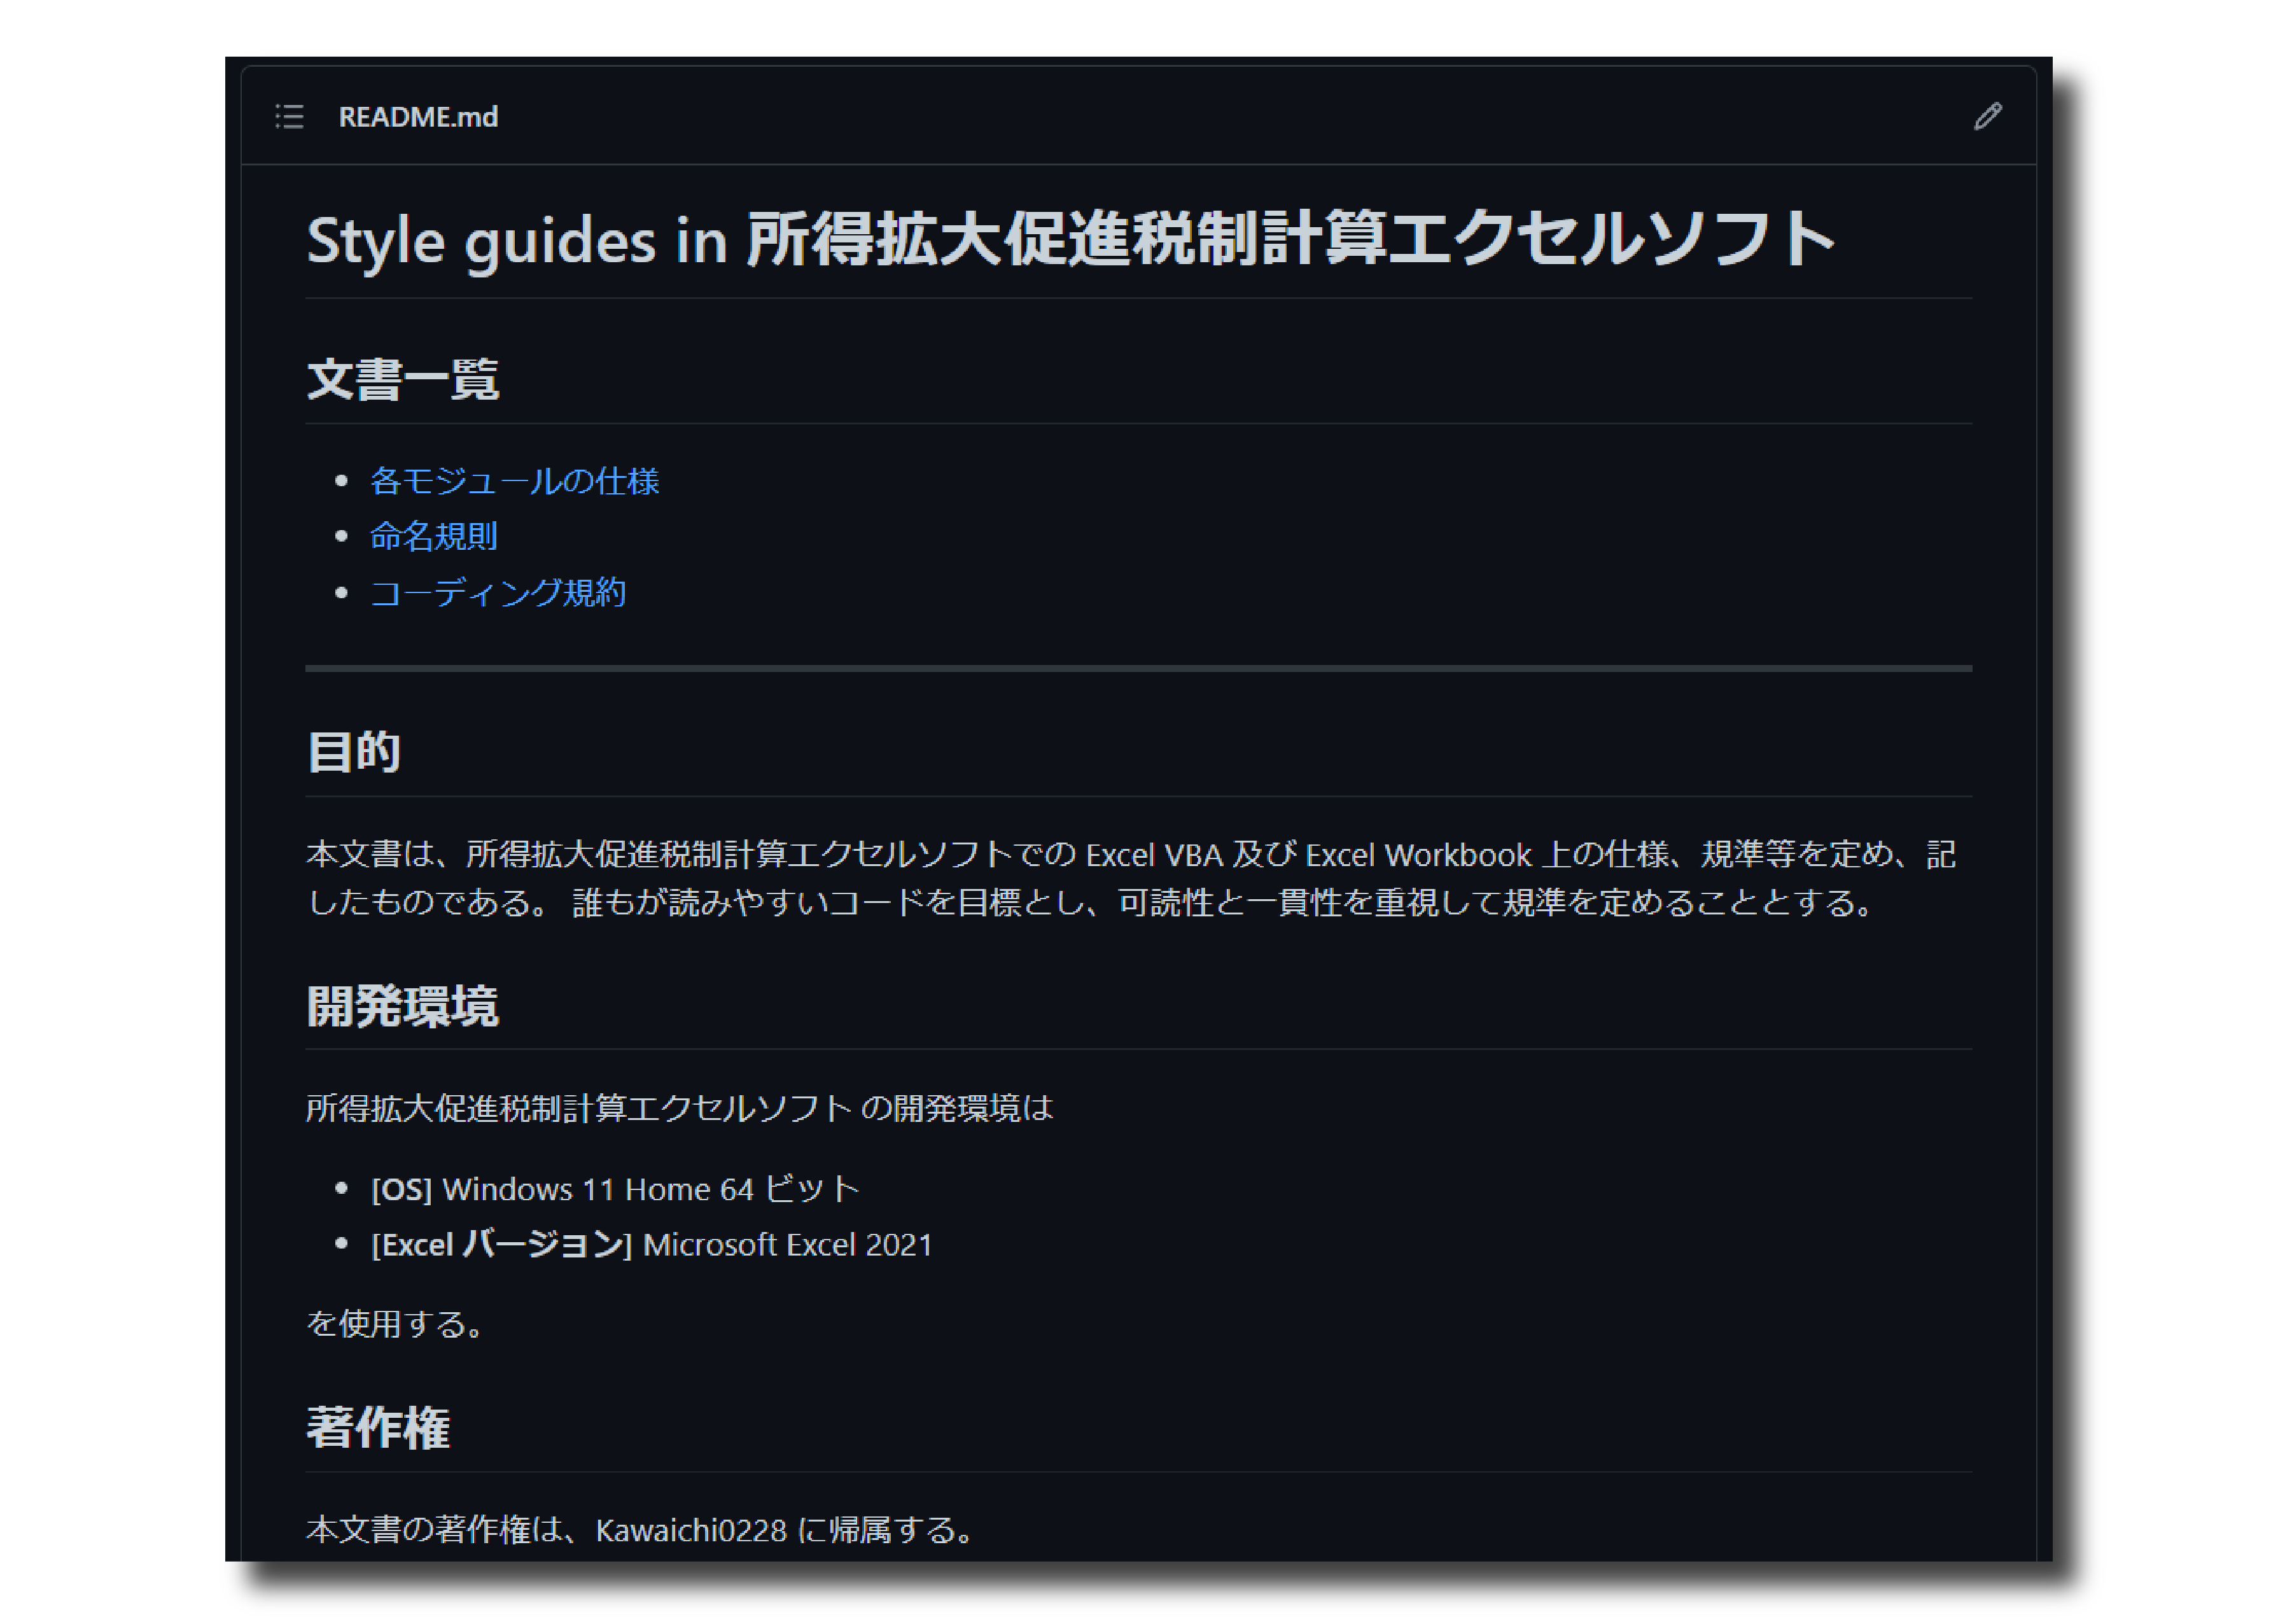 README.md
Style guides in 所得拡大促進税制計算エクセルソフト
文書一覧
各モジュールの仕様
命名規則
コーディング規約
目的
本文書は、所得拡大促進税制計算エクセルソフトでの Excel VBA 及び Excel Workbook 上の仕様、規準等を定め、記
したものである。 誰もが読みやすいコードを目標とし、可読性と一貫性を重視して規準を定めることとする。
開発環境
所得拡大促進税制計算エクセルソフト の開発環境は
[OS] Windows 11 Home 64 ビット
[Excel バージョン] Microsoft Excel 2021
を使用する。
著作権
本文書の著作権は、Kawaichi0228 に帰属する。